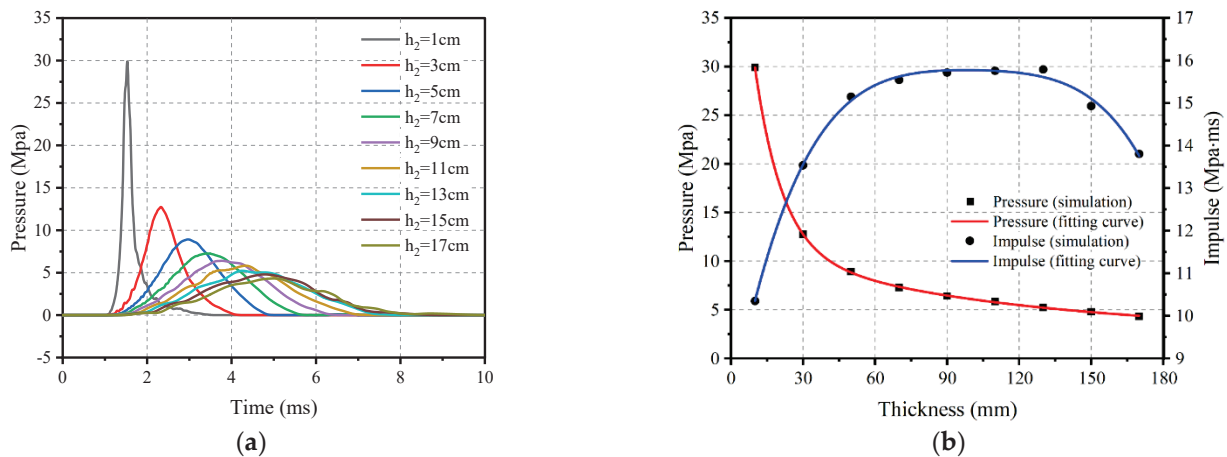 35
30
25
20
15
10
5
0
-5
Pressure (Mpa)
h₂=1cm
h₂=3cm
h₂=5cm
h₂=7cm
h₂=9cm
h₂=11cm
h₂=13cm
h₂=15cm
h₂=17cm
0 2 4 6 8 10
Time (ms)
(a)
35
30
25
20
15
10
5
0
Pressure (Mpa)
Pressure (simulation)
Pressure (fitting curve)
Impulse (simulation)
Impulse (fitting curve)
17
16
15
14
13
12
11
10
9
Impulse (Mpa·ms)
0 30 60 90 120 150 180
Thickness (mm)
(b)